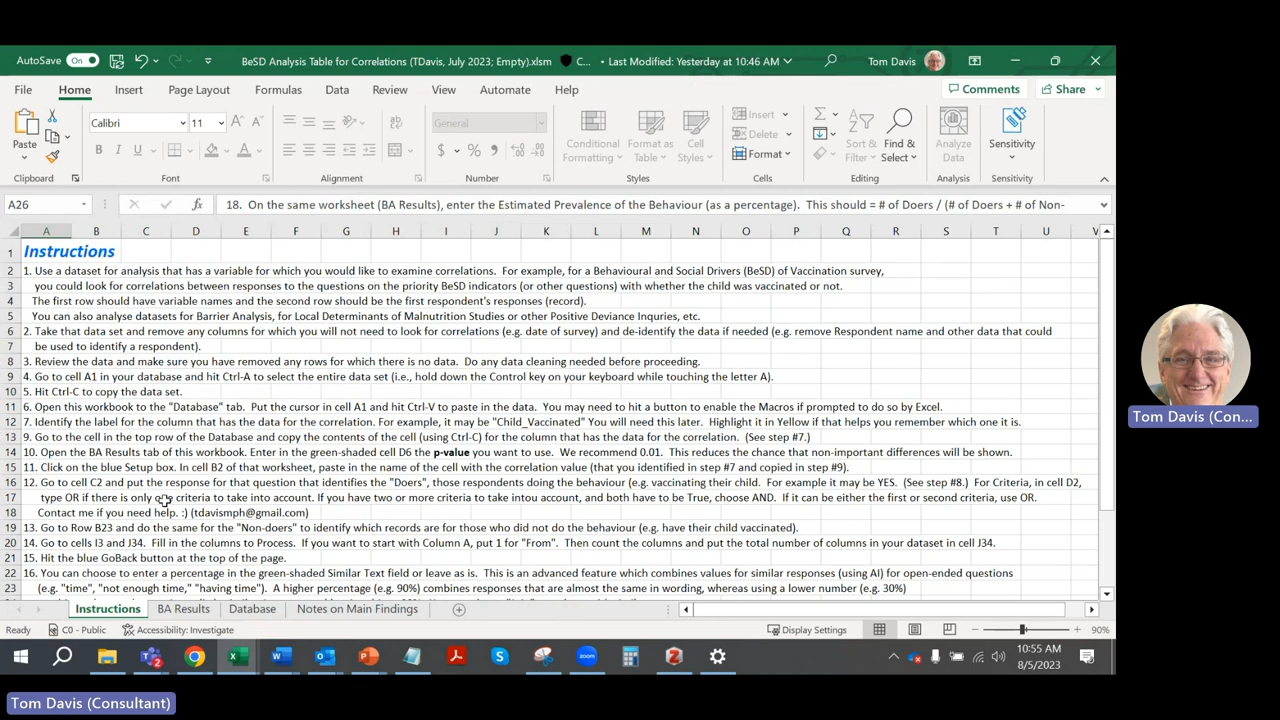 AutoSave On BeSD Analysis Table for Correlations (TDavis, July 2023; Empty).xlsm C... • Last Modified: Yesterday at 10:46 AM Tom Davis
File Home Insert Page Layout Formulas Data Review View Automate Help Comments Share
Paste
Calibri 11 A A
B I U A
General
$ % 9
Conditional Formatting
Format as Table
Cell Styles
Insert
Delete
Format
Sort & Filter
Find & Select
Analyze Data
Sensitivity
Clipboard Font Alignment Number Styles Cells Editing Analysis Sensitivity
A26 fx 18. On the same worksheet (BA Results), enter the Estimated Prevalence of the Behaviour (as a percentage). This should = # of Doers / (# of Doers + # of Non-
A B C D E F G H I J K L M N O P Q R S T U V
1 Instructions
2 1. Use a dataset for analysis that has a variable for which you would like to examine correlations. For example, for a Behavioural and Social Drivers (BeSD) of Vaccination survey,
3 you could look for correlations between responses to the questions on the priority BeSD indicators (or other questions) with whether the child was vaccinated or not.
4 The first row should have variable names and the second row should be the first respondent's responses (record).
5 You can also analyse datasets for Barrier Analysis, for Local Determinants of Malnutrition Studies or other Positive Deviance Inquries, etc.
6 2. Take that data set and remove any columns for which you will not need to look for correlations (e.g. date of survey) and de-identify the data if needed (e.g. remove Respondent name and other data that could
7 be used to identify a respondent).
8 3. Review the data and make sure you have removed any rows for which there is no data. Do any data cleaning needed before proceeding.
9 4. Go to cell A1 in your database and hit Ctrl-A to select the entire data set (i.e., hold down the Control key on your keyboard while touching the letter A).
10 5. Hit Ctrl-C to copy the data set.
11 6. Open this workbook to the "Database" tab. Put the cursor in cell A1 and hit Ctrl-V to paste in the data. You may need to hit a button to enable the Macros if prompted to do so by Excel.
12 7. Identify the label for the column that has the data for the correlation. For example, it may be "Child_Vaccinated" You will need this later. Highlight it in Yellow if that helps you remember which one it is.
13 9. Go to the cell in the top row of the Database and copy the contents of the cell (using Ctrl-C) for the column that has the data for the correlation. (See step #7.)
14 10. Open the BA Results tab of this workbook. Enter in the green-shaded cell D6 the p-value you want to use. We recommend 0.01. This reduces the chance that non-important differences will be shown.
15 11. Click on the blue Setup box. In cell B2 of that worksheet, paste in the name of the cell with the correlation value (that you identified in step #7 and copied in step #9).
16 12. Go to cell C2 and put the response for that question that identifies the "Doers", those respondents doing the behaviour (e.g. vaccinating their child. For example it may be YES. (See step #8.) For Criteria, in cell D2,
17 type OR if there is only one criteria to take into account. If you have two or more criteria to take intou account, and both have to be True, choose AND. If it can be either the first or second criteria, use OR.
18 Contact me if you need help. :) (tdavismph@gmail.com)
19 13. Go to Row B23 and do the same for the "Non-doers" to identify which records are for those who did not do the behaviour (e.g. have their child vaccinated).
20 14. Go to cells I3 and J34. Fill in the columns to Process. If you want to start with Column A, put 1 for "From". Then count the columns and put the total number of columns in your dataset in cell J34.
21 15. Hit the blue GoBack button at the top of the page.
22 16. You can choose to enter a percentage in the green-shaded Similar Text field or leave as is. This is an advanced feature which combines values for similar responses (using AI) for open-ended questions
23 (e.g. "time", "not enough time," "having time"). A higher percentage (e.g. 90%) combines responses that are almost the same in wording, whereas using a lower number (e.g. 30%)
Instructions BA Results Database Notes on Main Findings
Ready C0 - Public Accessibility: Investigate Display Settings 90%
10:55 AM
8/5/2023
Tom Davis (Con...
Tom Davis (Consultant)